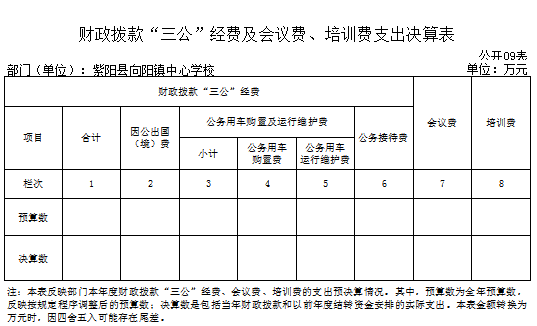 财政拨款“三公”经费及会议费、培训费支出决算表
公开09表
部门（单位）：紫阳县向阳镇中心学校
单位：万元
财政拨款“三公”经费
项目
合计
因公出国
（境）费
公务用车购置及运行维护费
小计
公务用车
购置费
公务用车
运行维护费
公务接待费
会议费
培训费
栏次 1 2 3 4 5 6 7 8
预算数
决算数
注：本表反映部门本年度财政拨款“三公”经费、会议费、培训费的支出预决算情况。其中，预算数为全年预算数，
反映按规定程序调整后的预算数；决算数是包括当年财政拨款和以前年度结转资金安排的实际支出。本表金额转换为
万元时，因四舍五入可能存在尾差。